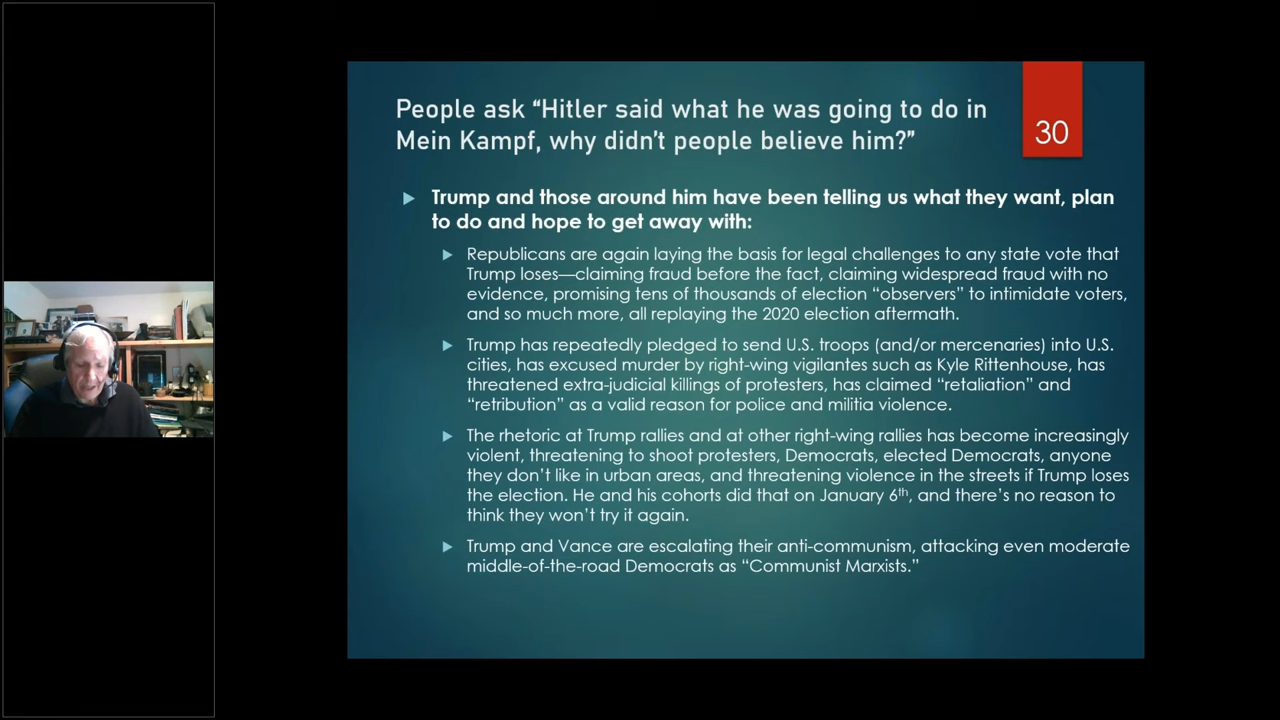 People ask “Hitler said what he was going to do in
Mein Kampf, why didn’t people believe him?”
30
Trump and those around him have been telling us what they want, plan
to do and hope to get away with:
Republicans are again laying the basis for legal challenges to any state vote that
Trump loses—claiming fraud before the fact, claiming widespread fraud with no
evidence, promising tens of thousands of election “observers” to intimidate voters,
and so much more, all replaying the 2020 election aftermath.
Trump has repeatedly pledged to send U.S. troops (and/or mercenaries) into U.S.
cities, has excused murder by right-wing vigilantes such as Kyle Rittenhouse, has
threatened extra-judicial killings of protesters, has claimed “retaliation” and
“retribution” as a valid reason for police and militia violence.
The rhetoric at Trump rallies and at other right-wing rallies has become increasingly
violent, threatening to shoot protesters, Democrats, elected Democrats, anyone
they don’t like in urban areas, and threatening violence in the streets if Trump loses
the election. He and his cohorts did that on January 6th, and there’s no reason to
think they won’t try it again.
Trump and Vance are escalating their anti-communism, attacking even moderate
middle-of-the-road Democrats as “Communist Marxists.”